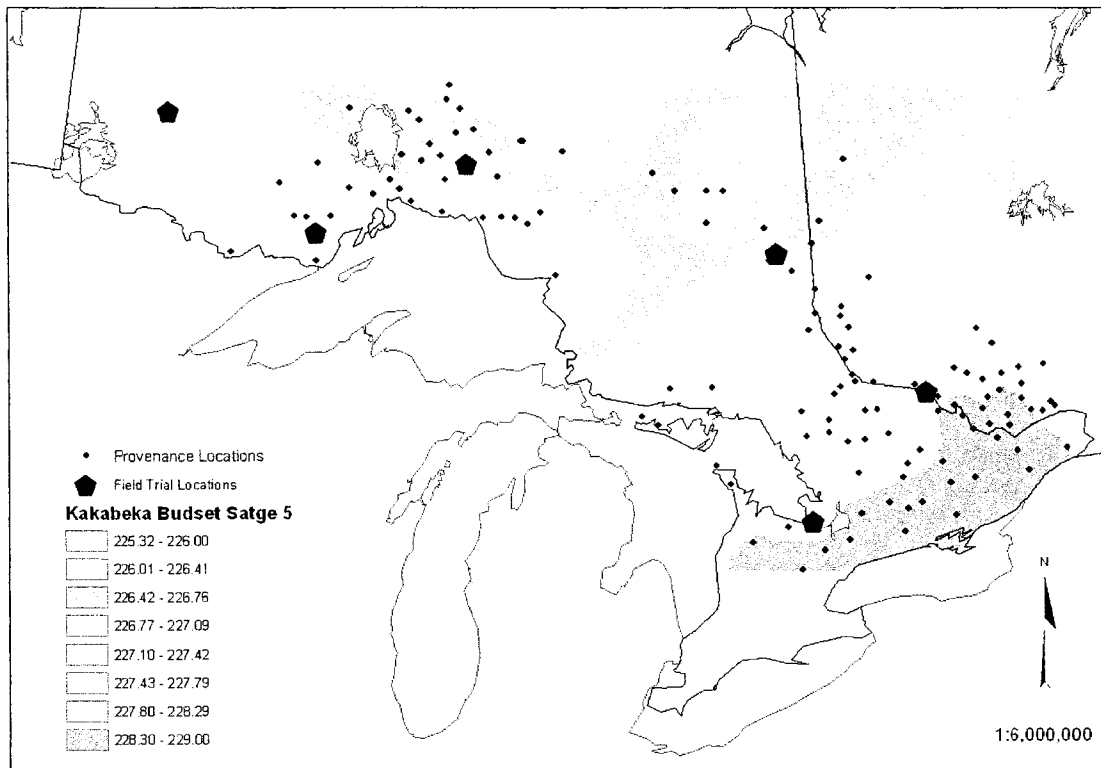 Provenance Locations
Field Trial Locations
Kakabeka Budset Satge 5
225.32 - 226.00
226.01 - 226.41
226.42 - 226.76
226.77 - 227.09
227.10 - 227.42
227.43 - 227.79
227.80 - 228.29
228.30 - 229.00
N
1:6,000,000